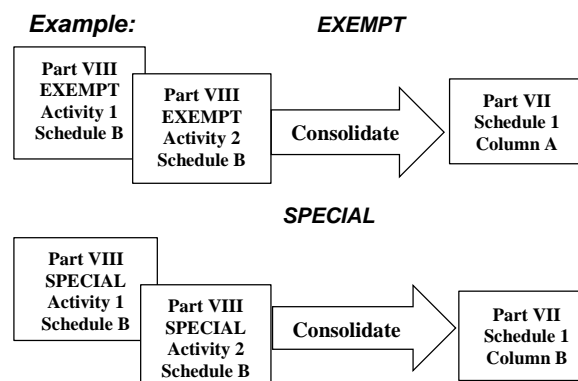 Example:
EXEMPT
Part VIII
EXEMPT
Activity 1
Schedule B
Part VIII
EXEMPT
Activity 2
Schedule B
Consolidate
Part VII
Schedule 1
Column A
SPECIAL
Part VIII
SPECIAL
Activity 1
Schedule B
Part VIII
SPECIAL
Activity 2
Schedule B
Consolidate
Part VII
Schedule 1
Column B